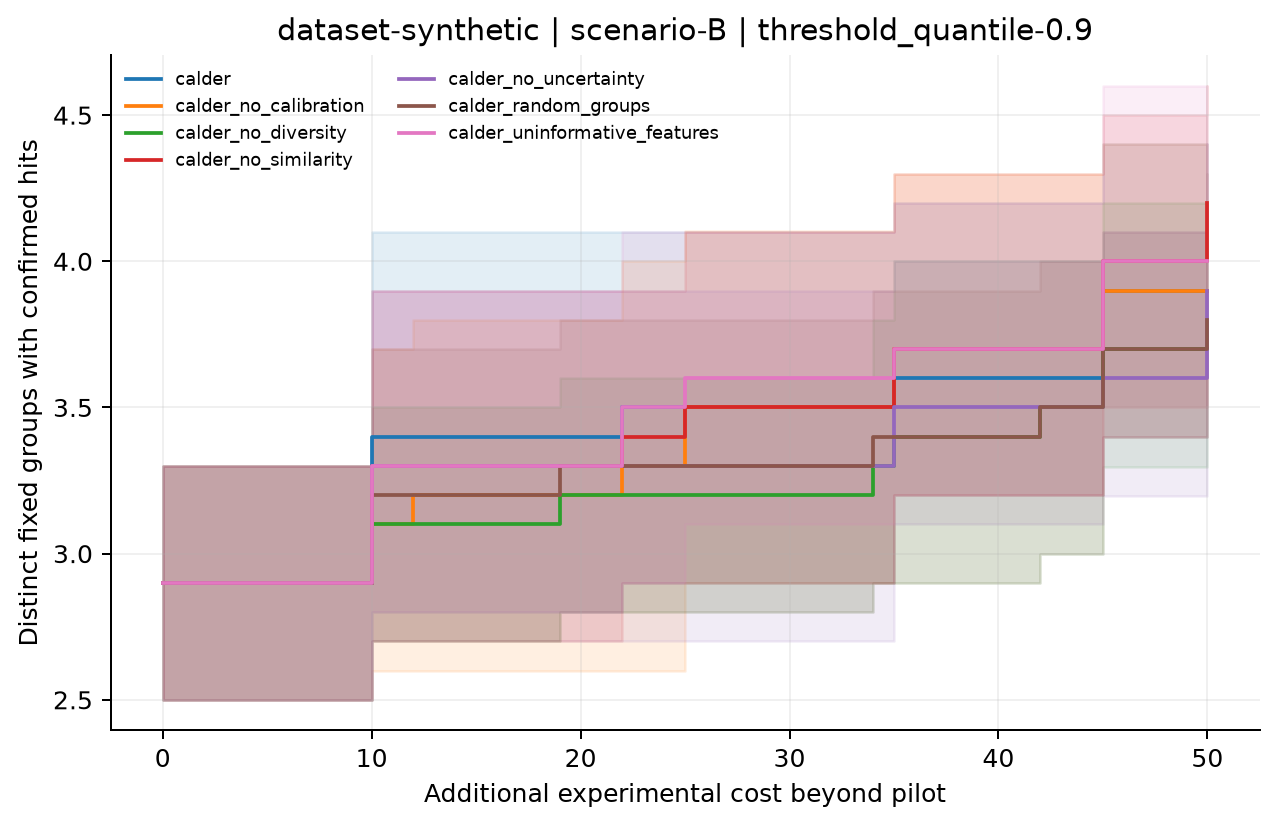 dataset-synthetic | scenario-B | threshold_quantile-0.9
calder
calder_no_calibration
calder_no_diversity
calder_no_similarity
calder_no_uncertainty
calder_random_groups
calder_uninformative_features
Distinct fixed groups with confirmed hits
4.5
4.0
3.5
3.0
2.5
0 10 20 30 40 50
Additional experimental cost beyond pilot